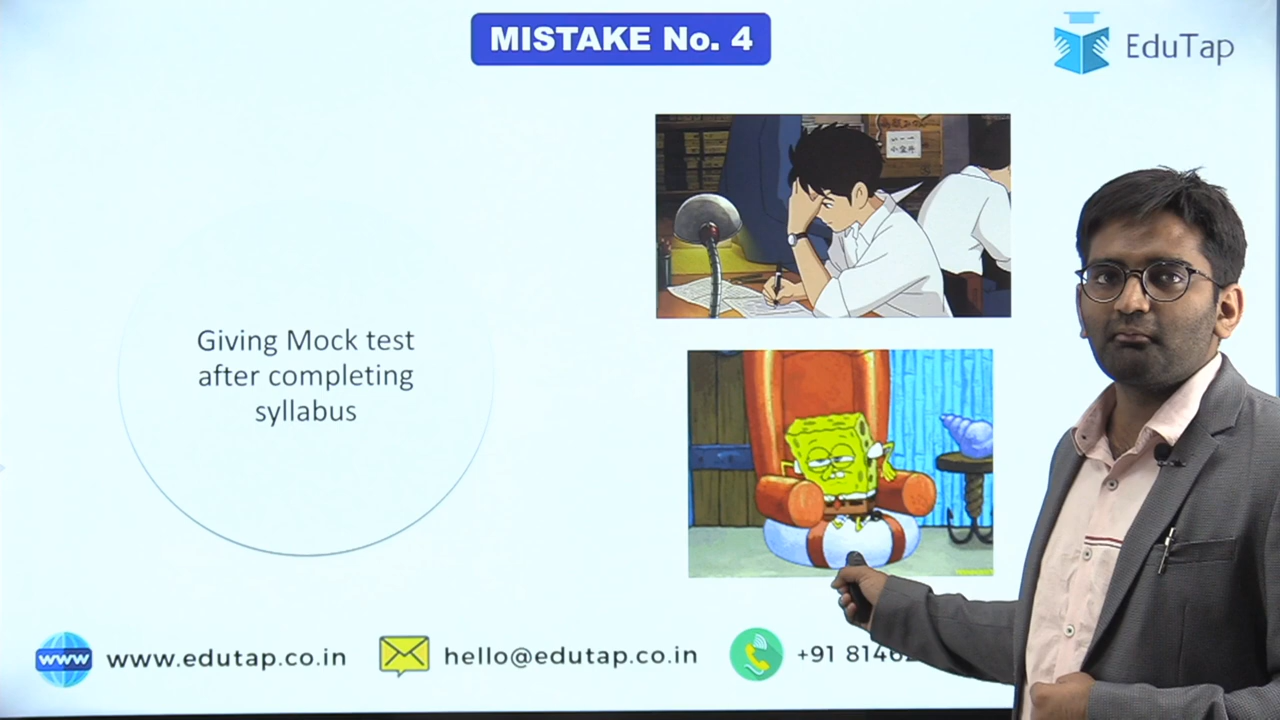 MISTAKE No. 4
EduTap
Giving Mock test
after completing
syllabus
www
www.edutap.co.in
hello@edutap.co.in
+91 8146